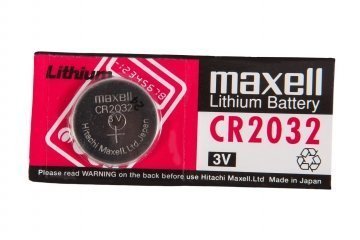 Lithium
12345678
maxell
CR2032
3V
Hitachi Maxell Ltd Japan
maxell
Lithium Battery
CR2032
3V
Please read WARNING on the back before use Hitachi Maxell.Ltd Made in Japan